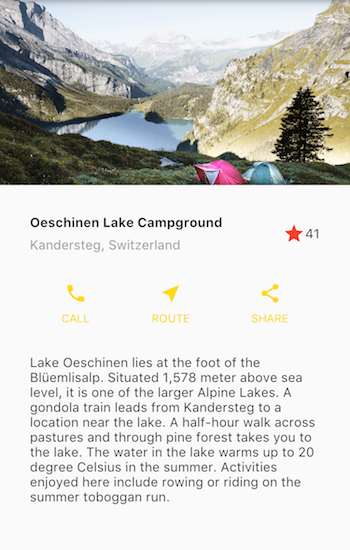 Oeschinen Lake Campground
Kandersteg, Switzerland
41
CALL
ROUTE
SHARE
Lake Oeschinen lies at the foot of the
Blüemlisalp. Situated 1,578 meter above sea
level, it is one of the larger Alpine Lakes. A
gondola train leads from Kandersteg to a
location near the lake. A half-hour walk across
pastures and through pine forest takes you to
the lake. The water in the lake warms up to 20
degree Celsius in the summer. Activities
enjoyed here include rowing or riding on the
summer toboggan run.